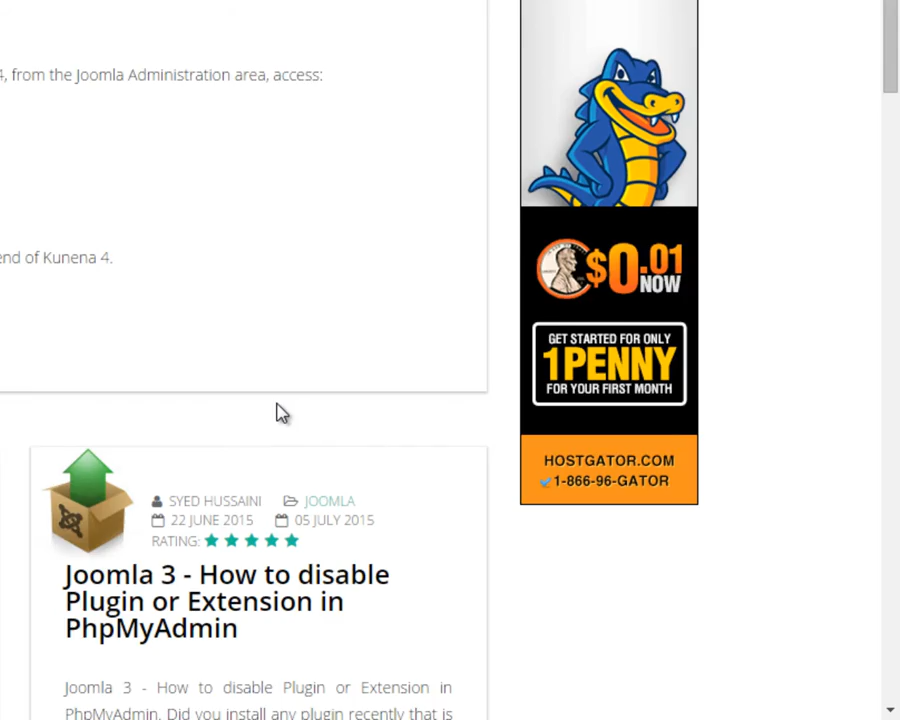 4, from the Joomla Administration area, access:
end of Kunena 4.
$0.01
NOW
GET STARTED FOR ONLY
1PENNY
FOR YOUR FIRST MONTH
HOSTGATOR.COM
1-866-96-GATOR
SYED HUSSAINI JOOMLA
22 JUNE 2015 05 JULY 2015
RATING:
Joomla 3 - How to disable
Plugin or Extension in
PhpMyAdmin
Joomla 3 - How to disable Plugin or Extension in
PhpMyAdmin. Did you install any plugin recently that is